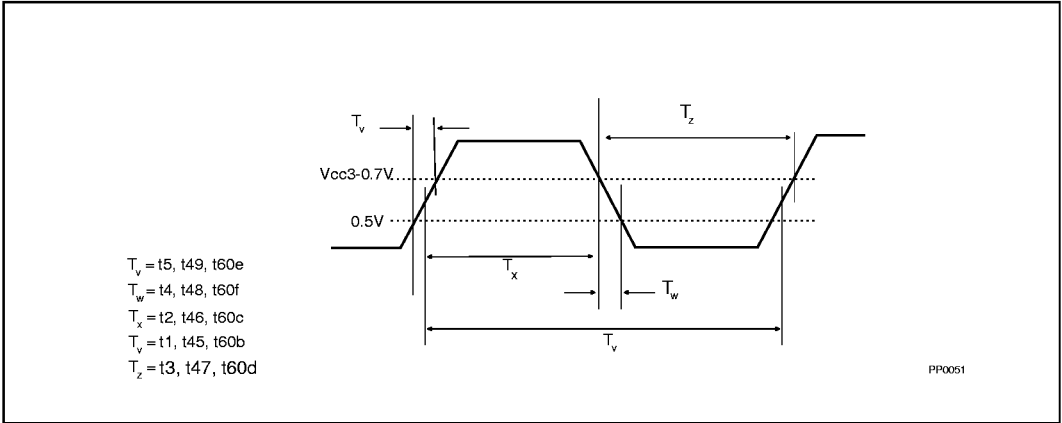 Tv
Tz
Vcc3-0.7V
0.5V
Tx
Tw
Tv
Tv = t5, t49, t60e
Tw = t4, t48, t60f
Tx = t2, t46, t60c
Tv = t1, t45, t60b
Tz = t3, t47, t60d
PP0051